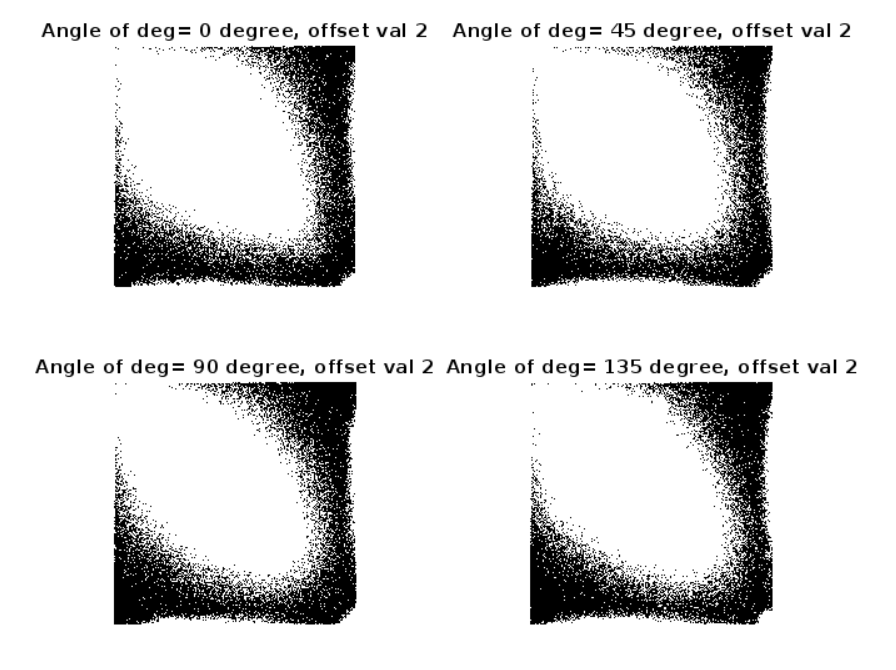 Angle of deg= 0 degree, offset val 2
Angle of deg= 45 degree, offset val 2
Angle of deg= 90 degree, offset val 2
Angle of deg= 135 degree, offset val 2